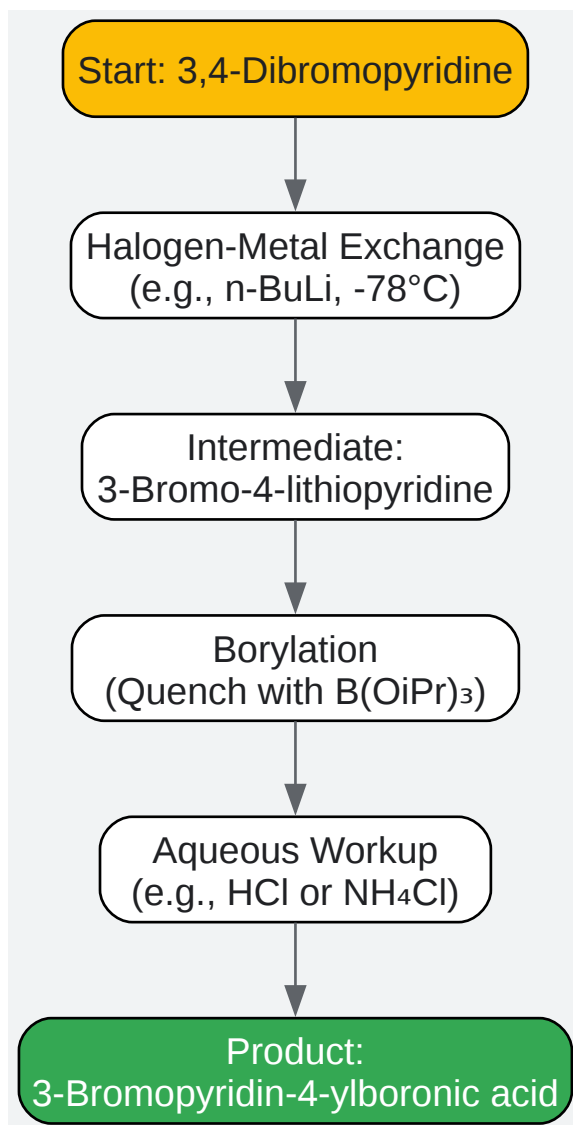 Start: 3,4-Dibromopyridine
Halogen-Metal Exchange
(e.g., n-BuLi, -78°C)
Intermediate:
3-Bromo-4-lithiopyridine
Borylation
(Quench with B(OiPr)₃)
Aqueous Workup
(e.g., HCl or NH₄Cl)
Product:
3-Bromopyridin-4-ylboronic acid